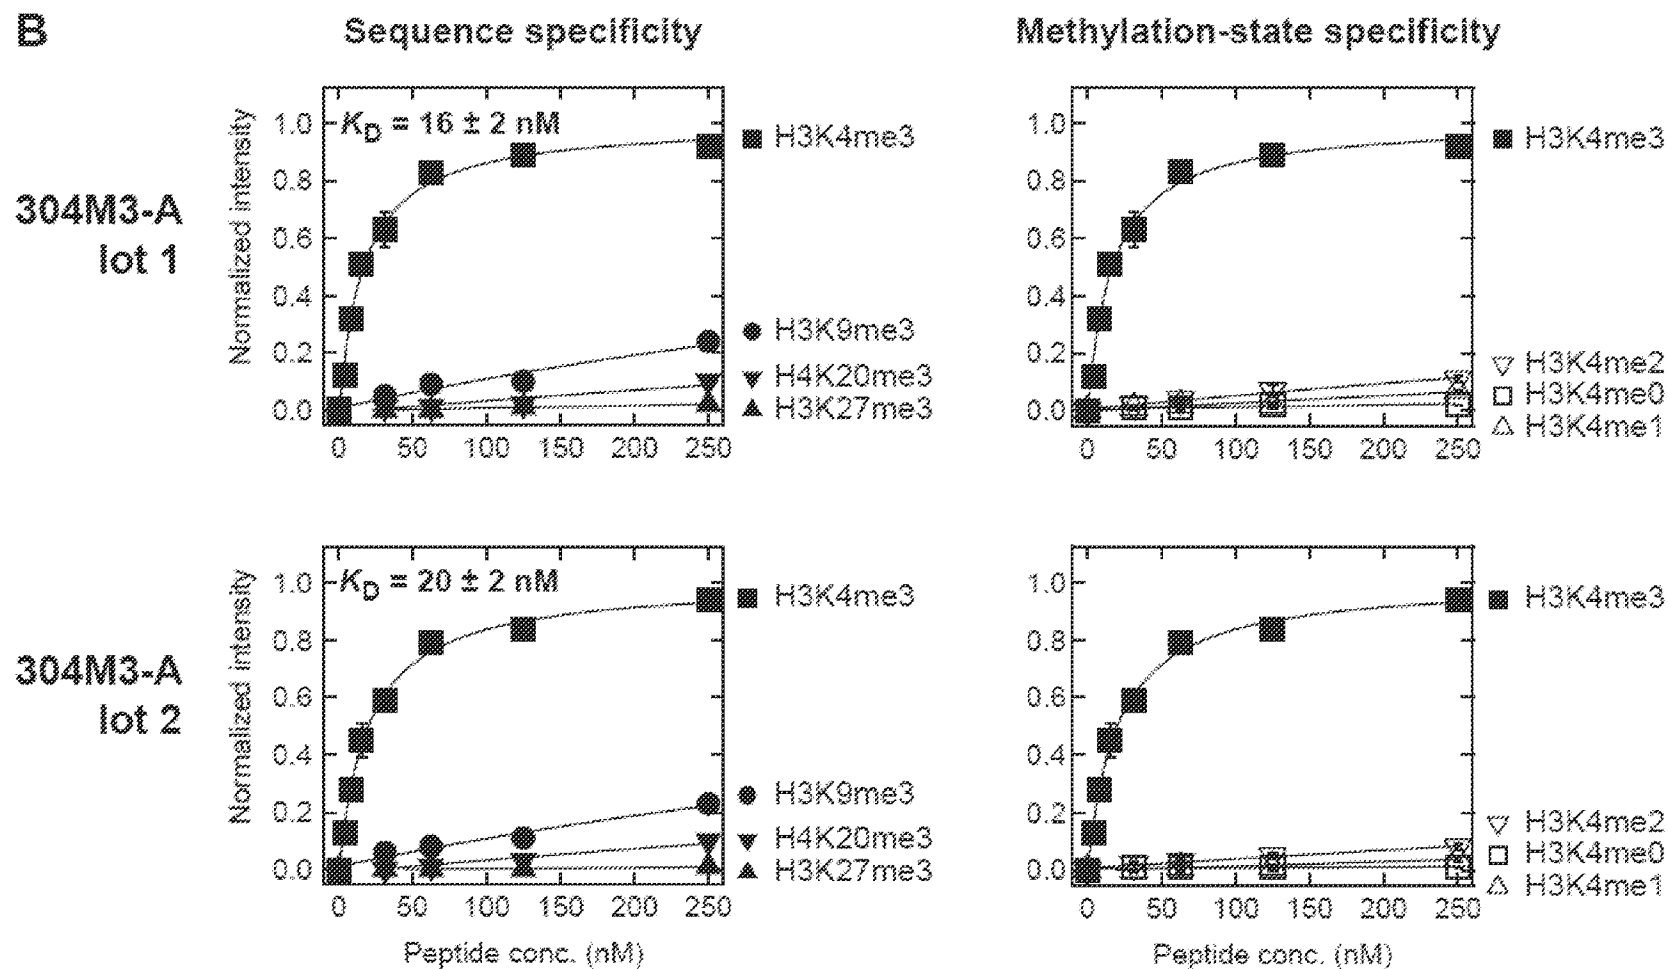 B
Sequence specificity
Methylation-state specificity
304M3-A
lot 1
Normalized intensity
1.0
0.8
0.6
0.4
0.2
0.0
K_D = 16 ± 2 nM
H3K4me3
H3K9me3
H4K20me3
H3K27me3
0 50 100 150 200 250
1.0
0.8
0.6
0.4
0.2
0.0
H3K4me3
H3K4me2
H3K4me0
H3K4me1
0 50 100 150 200 250
304M3-A
lot 2
Normalized intensity
1.0
0.8
0.6
0.4
0.2
0.0
K_D = 20 ± 2 nM
H3K4me3
H3K9me3
H4K20me3
H3K27me3
0 50 100 150 200 250
Peptide conc. (nM)
1.0
0.8
0.6
0.4
0.2
0.0
H3K4me3
H3K4me2
H3K4me0
H3K4me1
0 50 100 150 200 250
Peptide conc. (nM)